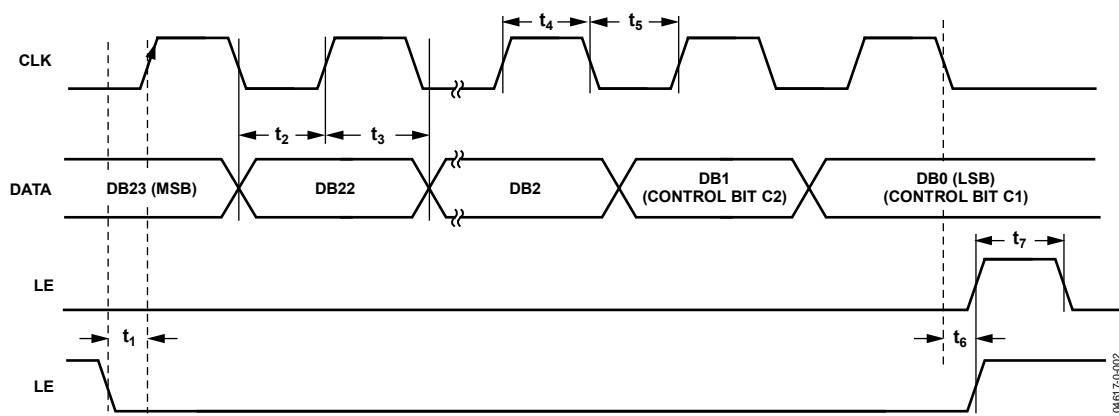 t4
t5
CLK
t2
t3
DATA
DB23 (MSB)
DB22
DB2
DB1
(CONTROL BIT C2)
DB0 (LSB)
(CONTROL BIT C1)
t7
LE
t1
t6
LE
04617-0-002